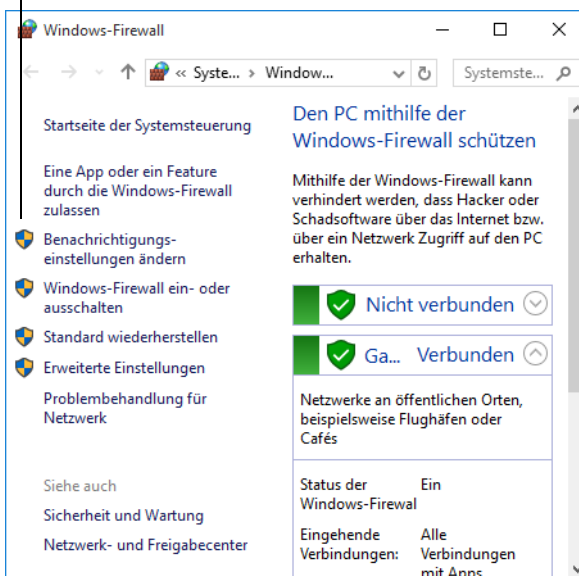 Windows-Firewall
« Syste... › Window...
Systemste...
Startseite der Systemsteuerung
Eine App oder ein Feature
durch die Windows-Firewall
zulassen
Benachrichtigungs-
einstellungen ändern
Windows-Firewall ein- oder
ausschalten
Standard wiederherstellen
Erweiterte Einstellungen
Problembehandlung für
Netzwerk
Siehe auch
Sicherheit und Wartung
Netzwerk- und Freigabecenter
Den PC mithilfe der
Windows-Firewall schützen
Mithilfe der Windows-Firewall kann
verhindert werden, dass Hacker oder
Schadsoftware über das Internet bzw.
über ein Netzwerk Zugriff auf den PC
erhalten.
Nicht verbunden
Ga... Verbunden
Netzwerke an öffentlichen Orten,
beispielsweise Flughäfen oder
Cafés
Status der Ein
Windows-Firewal
Eingehende Alle
Verbindungen: Verbindungen
mit Apps